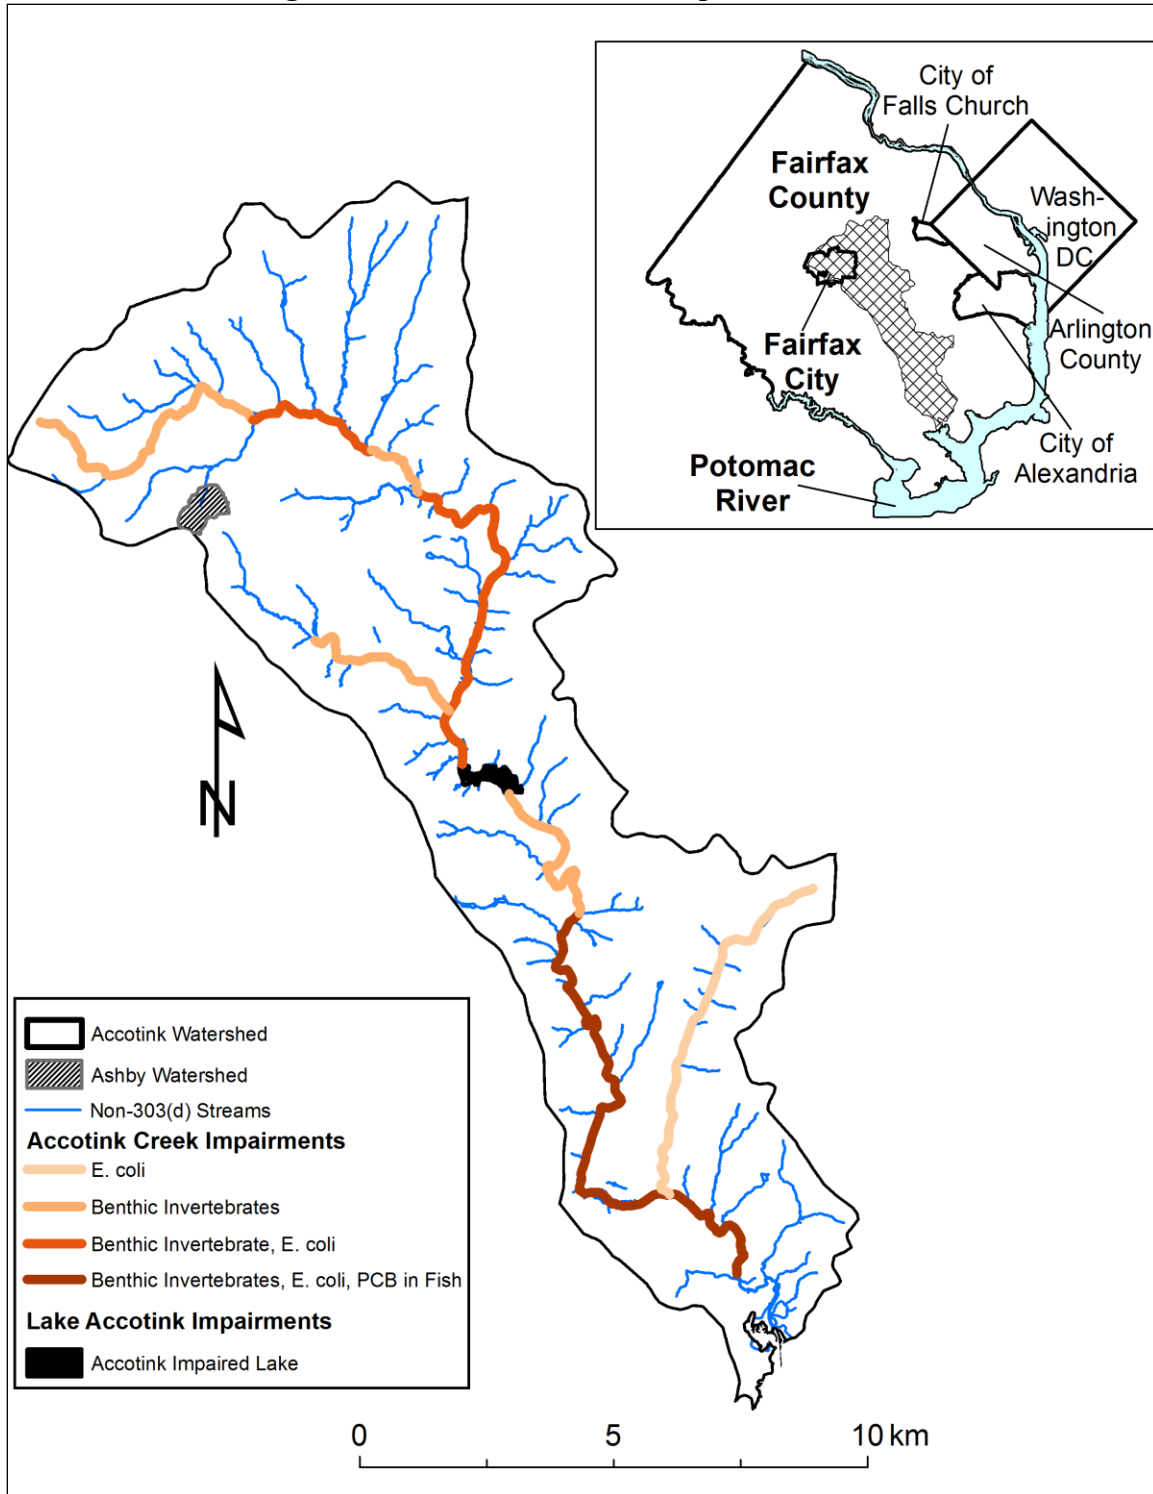 City of
Falls Church
Fairfax
County
Wash-
ington
DC
Fairfax
City
Arlington
County
City of
Alexandria
Potomac
River
N
Accotink Watershed
Ashby Watershed
Non-303(d) Streams
Accotink Creek Impairments
E. coli
Benthic Invertebrates
Benthic Invertebrate, E. coli
Benthic Invertebrates, E. coli, PCB in Fish
Lake Accotink Impairments
Accotink Impaired Lake
0 5 10 km